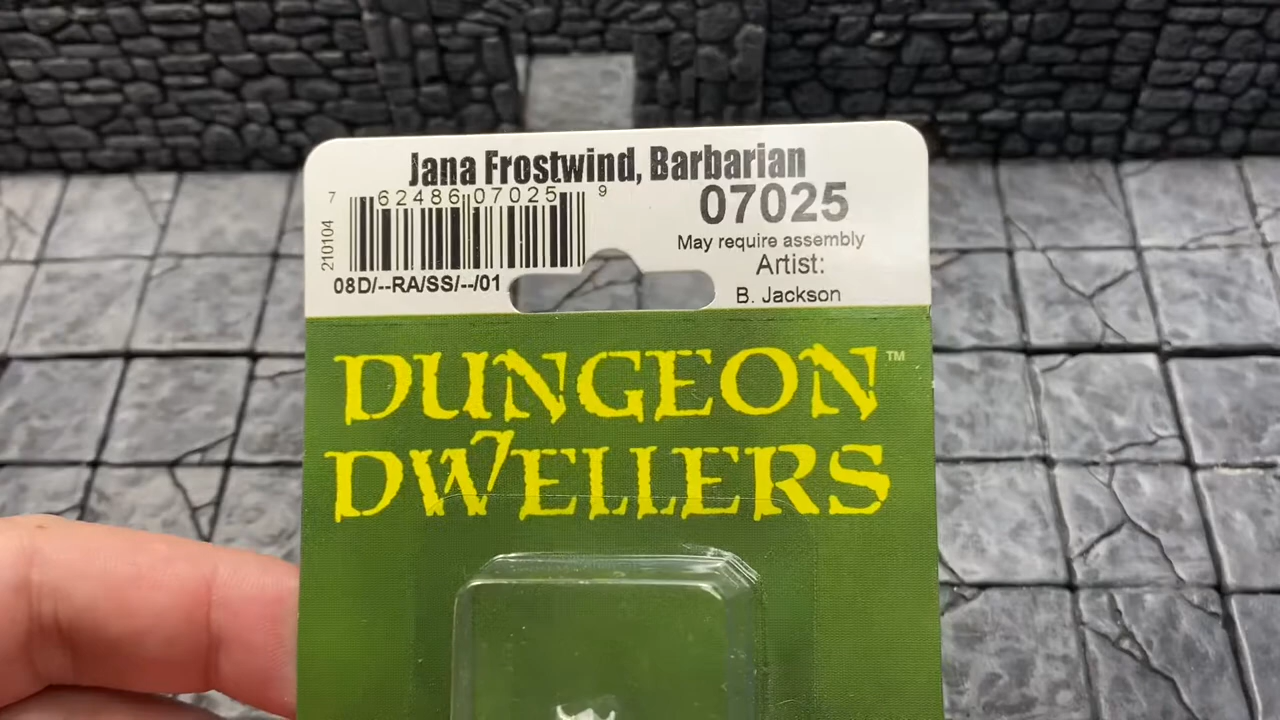 Jana Frostwind, Barbarian
7 62486 07025 9
210104
08D/--RA/SS/--/01
07025
May require assembly
Artist:
B. Jackson
DUNGEON™
DWELLERS